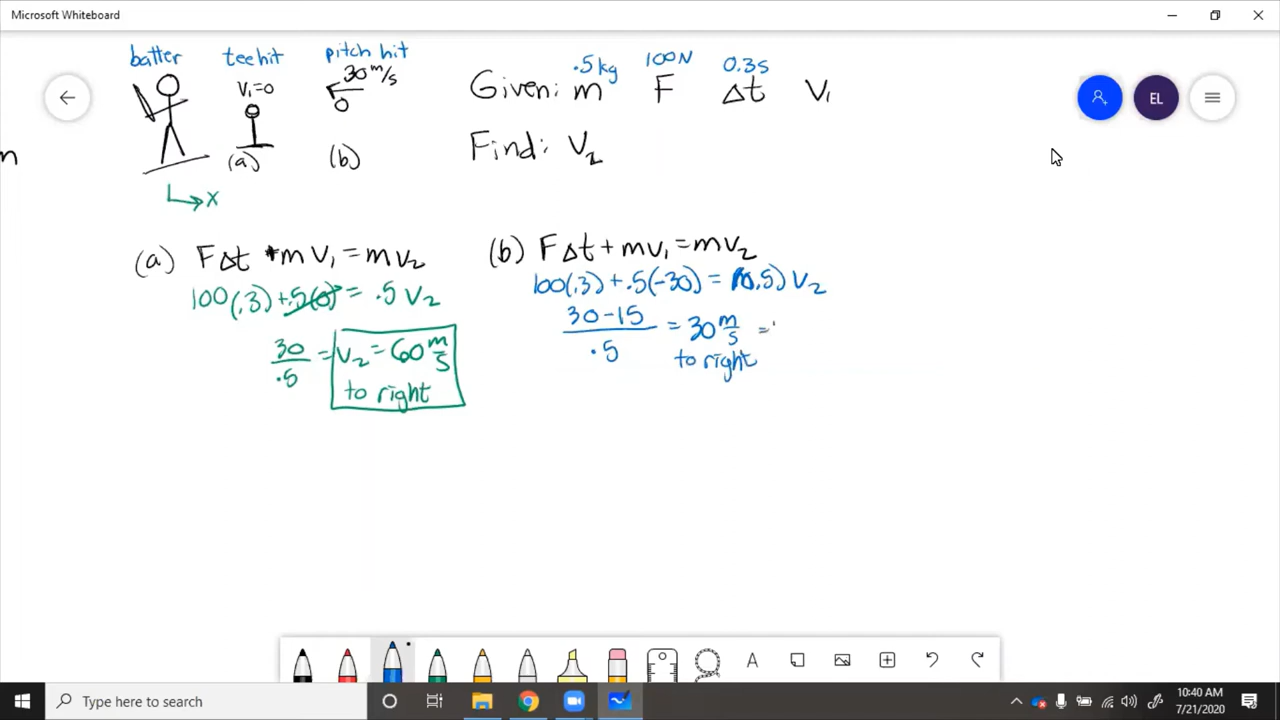 Microsoft Whiteboard
batter tee hit pitch hit
V₁=0 30 m/s
(a) (b)
→x
Given: m F Δt V₁
.5kg 100N 0.3s
Find: V₂
n
EL
(a) FΔt + mV₁ = mV₂
100(.3) + .5(0) = .5 V₂
30/.5 = V₂ = 60 m/s
to right
(b) FΔt + mV₁ = mV₂
100(.3) + .5(-30) = (.5) V₂
30-15/.5 = 30 m/s =
to right
A
Type here to search
10:40 AM
7/21/2020